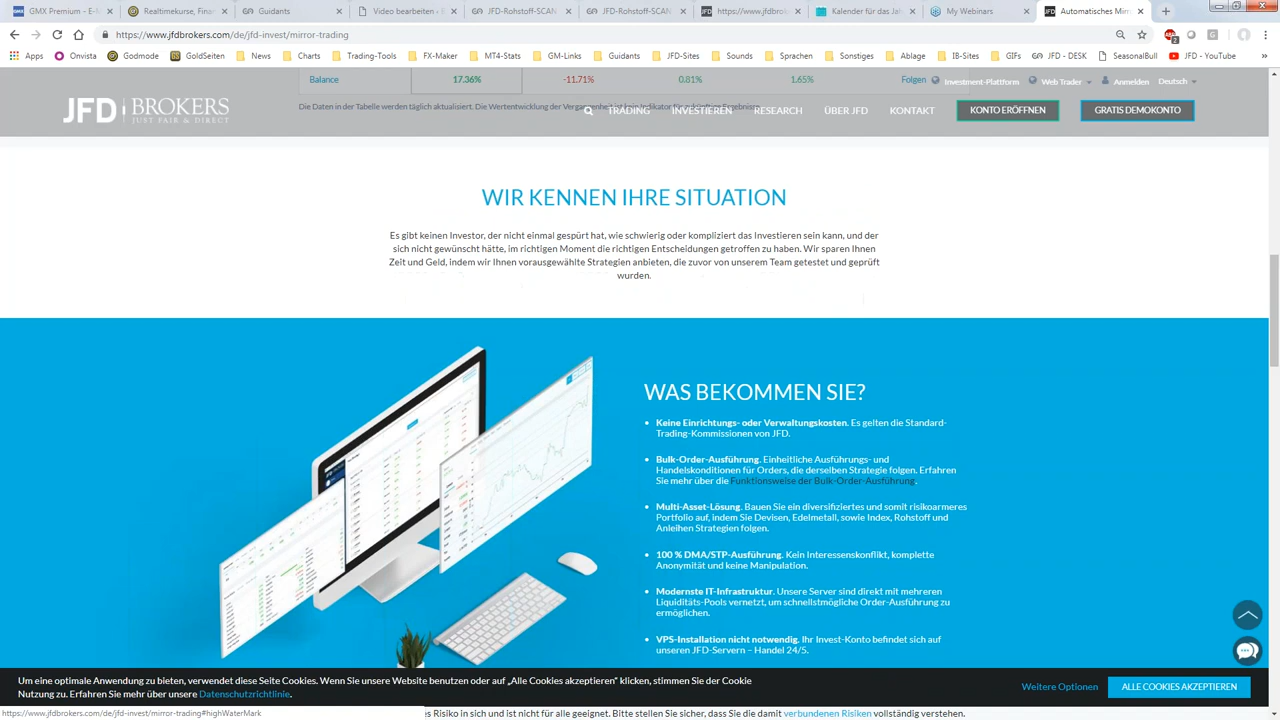 GMX Premium - E-M
Realtimekurse, Finan
Guidants
Video bearbeiten - Y
JFD-Rohstoff-SCAN
JFD-Rohstoff-SCAN
https://www.jfdbrok
Kalender für das Jah
My Webinars
Automatisches Mirro
https://www.jfdbrokers.com/de/jfd-invest/mirror-trading
Apps Onvista Godmode GoldSeiten News Charts Trading-Tools FX-Maker MT4-Stats GM-Links Guidants JFD-Sites Sounds Sprachen Sonstiges Ablage IB-Sites GIFs JFD - DESK SeasonalBull JFD - YouTube
Balance 17.36% -11.71% 0.81% 1.65% Folgen
Investment-Plattform Web Trader Anmelden Deutsch
Die Daten in der Tabelle werden täglich aktualisiert. Die Wertentwicklung der Vergangenheit ist kein Indikator für zukünftige Ergebnisse.
JFD BROKERS
JUST FAIR & DIRECT
TRADING INVESTIEREN RESEARCH ÜBER JFD KONTAKT KONTO ERÖFFNEN GRATIS DEMOKONTO
WIR KENNEN IHRE SITUATION
Es gibt keinen Investor, der nicht einmal gespürt hat, wie schwierig oder kompliziert das Investieren sein kann, und der
sich nicht gewünscht hätte, im richtigen Moment die richtigen Entscheidungen getroffen zu haben. Wir sparen Ihnen
Zeit und Geld, indem wir Ihnen vorausgewählte Strategien anbieten, die zuvor von unserem Team getestet und geprüft
wurden.
WAS BEKOMMEN SIE?
Keine Einrichtungs- oder Verwaltungskosten. Es gelten die Standard-
Trading-Kommissionen von JFD.
Bulk-Order-Ausführung. Einheitliche Ausführungs- und
Handelskonditionen für Orders, die derselben Strategie folgen. Erfahren
Sie mehr über die Funktionsweise der Bulk-Order-Ausführung.
Multi-Asset-Lösung. Bauen Sie ein diversifiziertes und somit risikoarmeres
Portfolio auf, indem Sie Devisen, Edelmetall, sowie Index, Rohstoff und
Anleihen Strategien folgen.
100 % DMA/STP-Ausführung. Kein Interessenskonflikt, komplette
Anonymität und keine Manipulation.
Modernste IT-Infrastruktur. Unsere Server sind direkt mit mehreren
Liquiditäts-Pools vernetzt, um schnellstmögliche Order-Ausführung zu
ermöglichen.
VPS-Installation nicht notwendig. Ihr Invest-Konto befindet sich auf
unseren JFD-Servern – Handel 24/5.
Um eine optimale Anwendung zu bieten, verwendet diese Seite Cookies. Wenn Sie unsere Website benutzen oder auf „Alle Cookies akzeptieren" klicken, stimmen Sie der Cookie
Nutzung zu. Erfahren Sie mehr über unsere Datenschutzrichtlinie.
Weitere Optionen
ALLE COOKIES AKZEPTIEREN
https://www.jfdbrokers.com/de/jfd-invest/mirror-trading#highWaterMark
es Risiko in sich und ist nicht für alle geeignet. Bitte stellen Sie sicher, dass Sie die damit verbundenen Risiken vollständig verstehen.